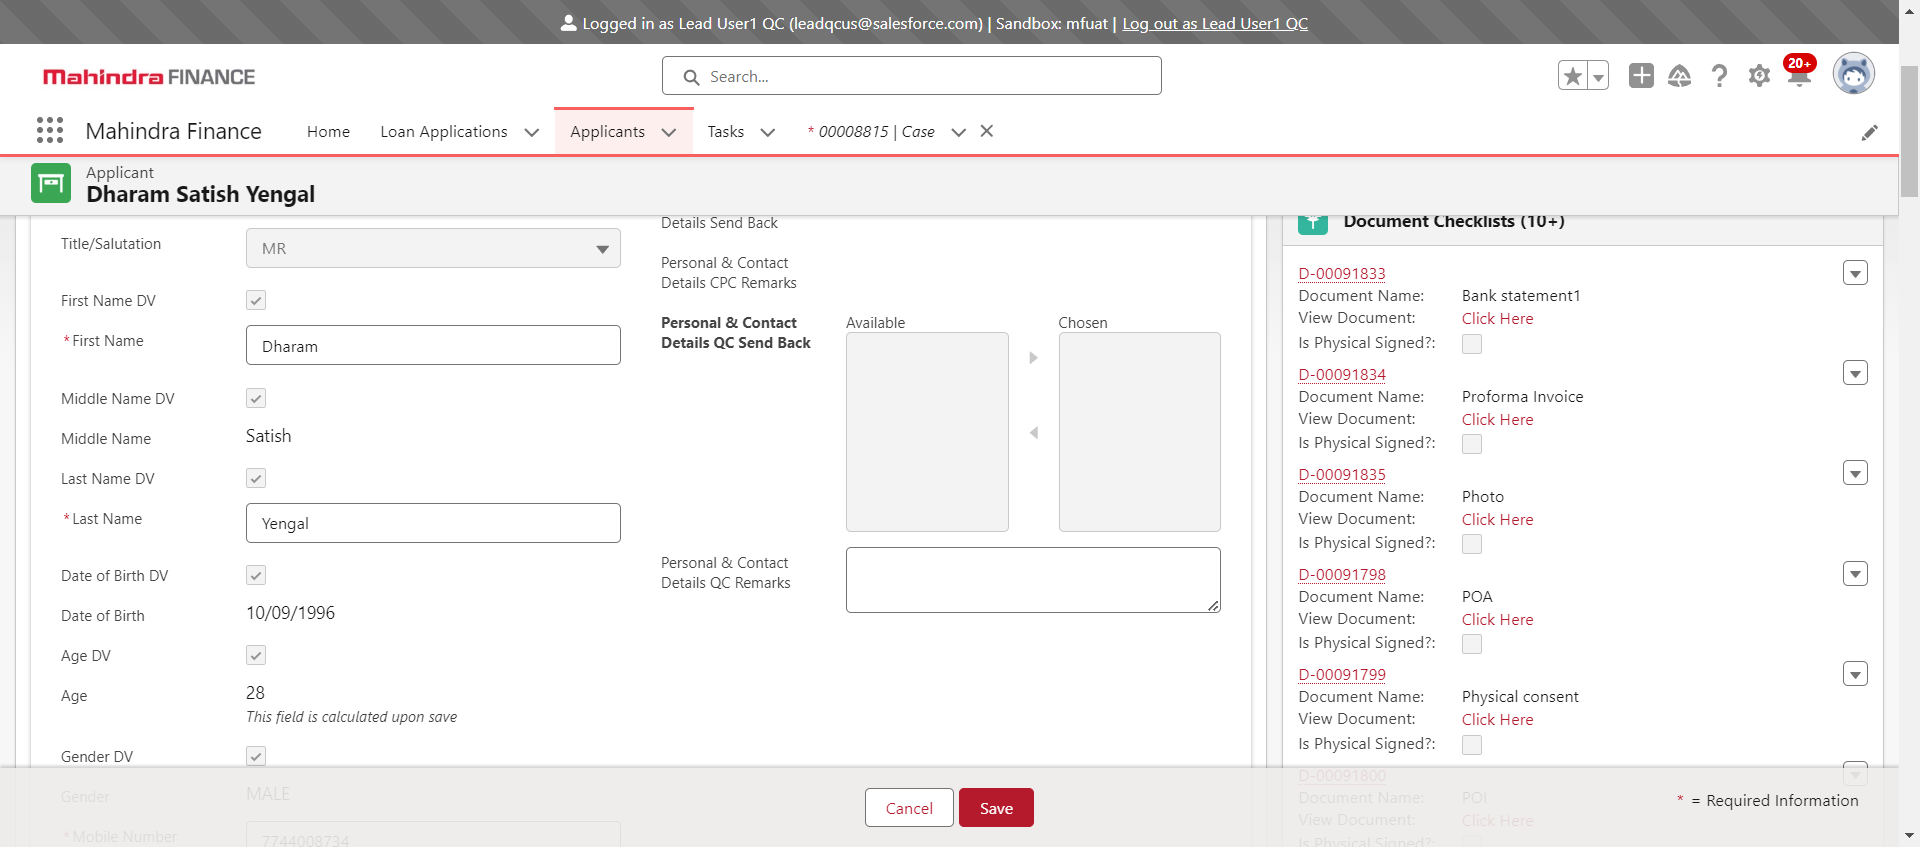 Logged in as Lead User1 QC (leadqcus@salesforce.com) | Sandbox: mfuat | Log out as Lead User1 QC
Mahindra FINANCE
Search...
20+
Mahindra Finance
Home
Loan Applications
Applicants
Tasks
* 00008815 | Case
Applicant
Dharam Satish Yengal
Title/Salutation
MR
First Name DV
*First Name
Dharam
Middle Name DV
Middle Name
Satish
Last Name DV
*Last Name
Yengal
Date of Birth DV
Date of Birth
10/09/1996
Age DV
Age
28
This field is calculated upon save
Gender DV
Gender
MALE
*Mobile Number
7744008734
Details Send Back
Personal & Contact
Details CPC Remarks
Personal & Contact
Details QC Send Back
Available
Chosen
Personal & Contact
Details QC Remarks
Document Checklists (10+)
D-00091833
Document Name:
Bank statement1
View Document:
Click Here
Is Physical Signed?:
D-00091834
Document Name:
Proforma Invoice
View Document:
Click Here
Is Physical Signed?:
D-00091835
Document Name:
Photo
View Document:
Click Here
Is Physical Signed?:
D-00091798
Document Name:
POA
View Document:
Click Here
Is Physical Signed?:
D-00091799
Document Name:
Physical consent
View Document:
Click Here
Is Physical Signed?:
D-00091800
Document Name:
POI
View Document:
Click Here
Is Physical Signed?:
Cancel
Save
* = Required Information